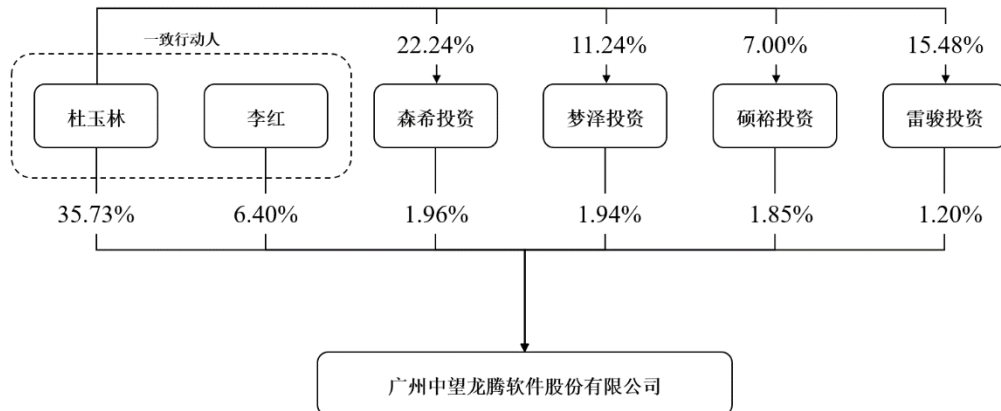 一致行动人
22.24%
11.24%
7.00%
15.48%
杜玉林
李红
森希投资
梦泽投资
硕裕投资
雷骏投资
35.73%
6.40%
1.96%
1.94%
1.85%
1.20%
广州中望龙腾软件股份有限公司